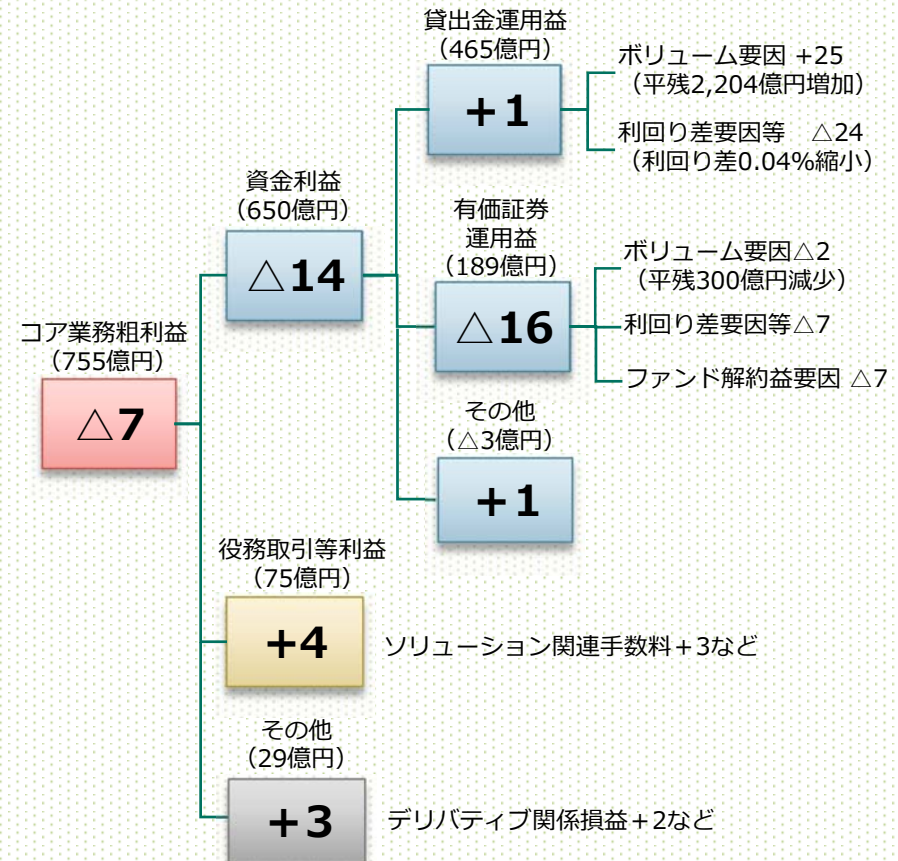 コア業務粗利益
（755億円）
△7
資金利益
（650億円）
△14
貸出金運用益
（465億円）
＋1
ボリューム要因 +25
（平残2,204億円増加）
利回り差要因等　△24
（利回り差0.04%縮小）
有価証券
運用益
（189億円）
△16
ボリューム要因△2
（平残300億円減少）
利回り差要因等△7
ファンド解約益要因 △7
その他
（△3億円）
＋1
役務取引等利益
（75億円）
+4
ソリューション関連手数料＋3など
その他
（29億円）
＋3
デリバティブ関係損益＋2など